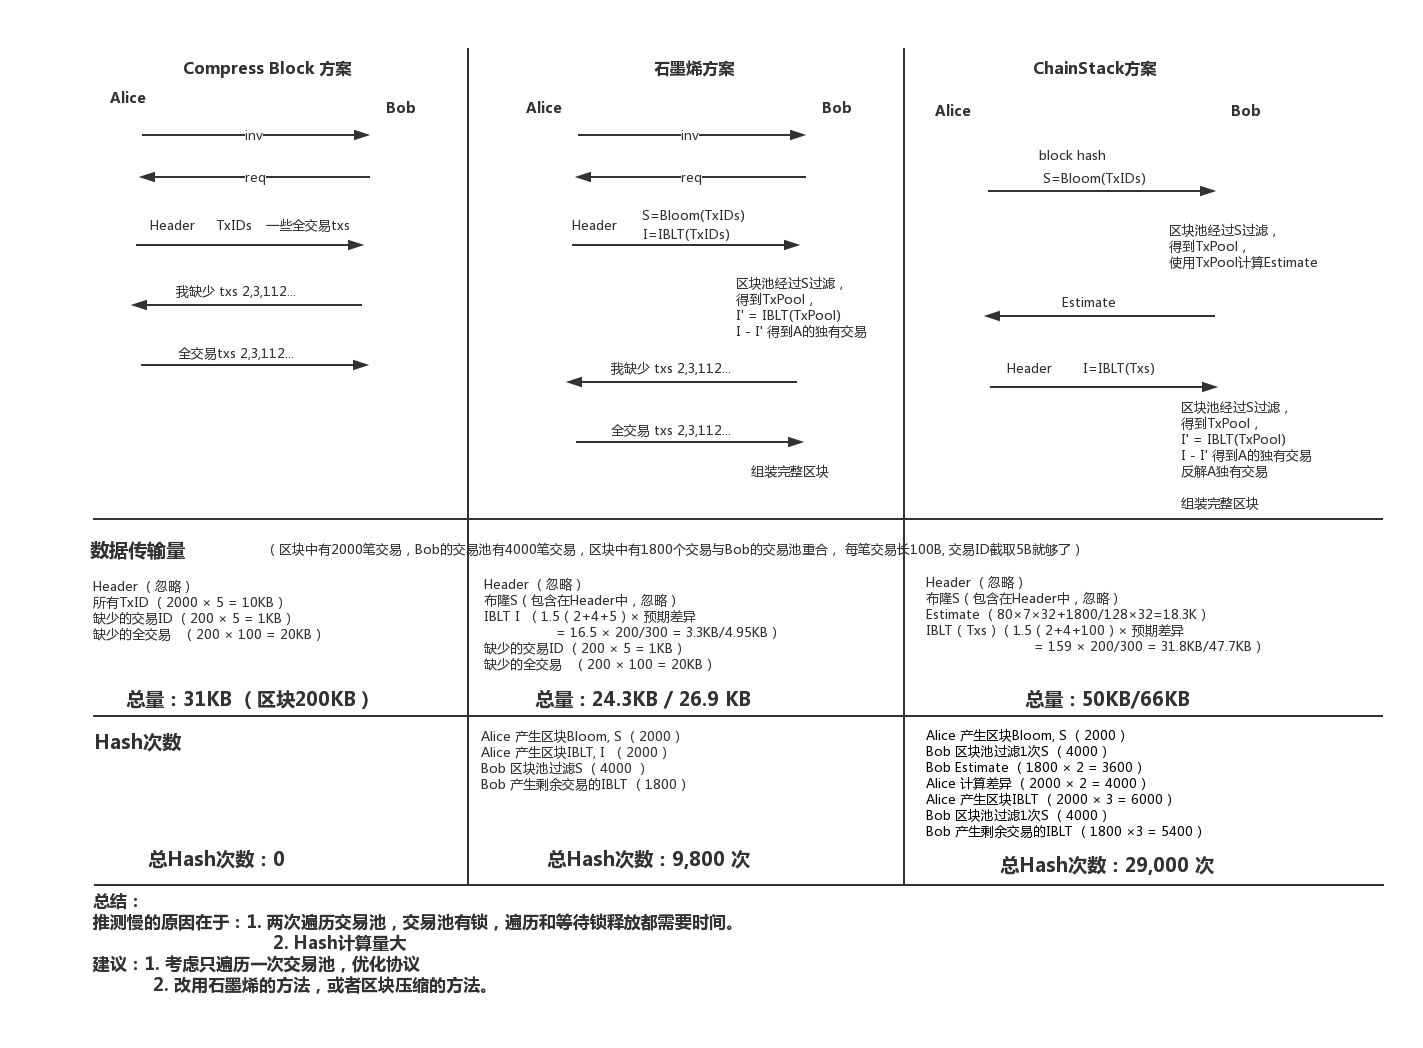 Compress Block 方案
Alice
Bob
inv
req
Header TxIDs 一些全交易txs
我缺少 txs 2,3,112...
全交易txs 2,3,112...
石墨烯方案
Alice
Bob
inv
req
S=Bloom(TxIDs)
Header
I=IBLT(TxIDs)
区块池经过S过滤，
得到TxPool，
I' = IBLT(TxPool)
I - I' 得到A的独有交易
我缺少 txs 2,3,112...
全交易 txs 2,3,112...
组装完整区块
ChainStack方案
Alice
Bob
block hash
S=Bloom(TxIDs)
区块池经过S过滤，
得到TxPool，
使用TxPool计算Estimate
Estimate
Header I=IBLT(Txs)
区块池经过S过滤，
得到TxPool，
I' = IBLT(TxPool)
I - I' 得到A的独有交易
反解A独有交易
组装完整区块
数据传输量 （区块中有2000笔交易，Bob的交易池有4000笔交易，区块中有1800个交易与Bob的交易池重合， 每笔交易长100B, 交易ID截取5B就够了）
Header（忽略）
所有TxID（2000 × 5 = 10KB）
缺少的交易ID（200 × 5 = 1KB）
缺少的全交易 （200 × 100 = 20KB）
总量：31KB （区块200KB）
Header（忽略）
布隆S（包含在Header中，忽略）
IBLT I （1.5（2+4+5）× 预期差异
= 16.5 × 200/300 = 3.3KB/4.95KB）
缺少的交易ID（200 × 5 = 1KB）
缺少的全交易 （200 × 100 = 20KB）
总量：24.3KB / 26.9 KB
Header（忽略）
布隆S（包含在Header中，忽略）
Estimate（80×7×32+1800/128×32=18.3K）
IBLT（Txs）（1.5（2+4+100）× 预期差异
= 159 × 200/300 = 31.8KB/47.7KB）
总量：50KB/66KB
Hash次数
总Hash次数：0
Alice 产生区块Bloom, S （2000）
Alice 产生区块IBLT, I （2000）
Bob 区块池过滤S （4000 ）
Bob 产生剩余交易的IBLT （1800）
总Hash次数：9,800 次
Alice 产生区块Bloom, S （2000）
Bob 区块池过滤1次S （4000）
Bob Estimate（1800 × 2 = 3600）
Alice 计算差异（2000 × 2 = 4000）
Alice 产生区块IBLT （2000 × 3 = 6000）
Bob 区块池过滤1次S （4000）
Bob 产生剩余交易的IBLT （1800 ×3 = 5400）
总Hash次数：29,000 次
总结：
推测慢的原因在于：1. 两次遍历交易池，交易池有锁，遍历和等待锁释放都需要时间。
2. Hash计算量大
建议：1. 考虑只遍历一次交易池，优化协议
2. 改用石墨烯的方法，或者区块压缩的方法。